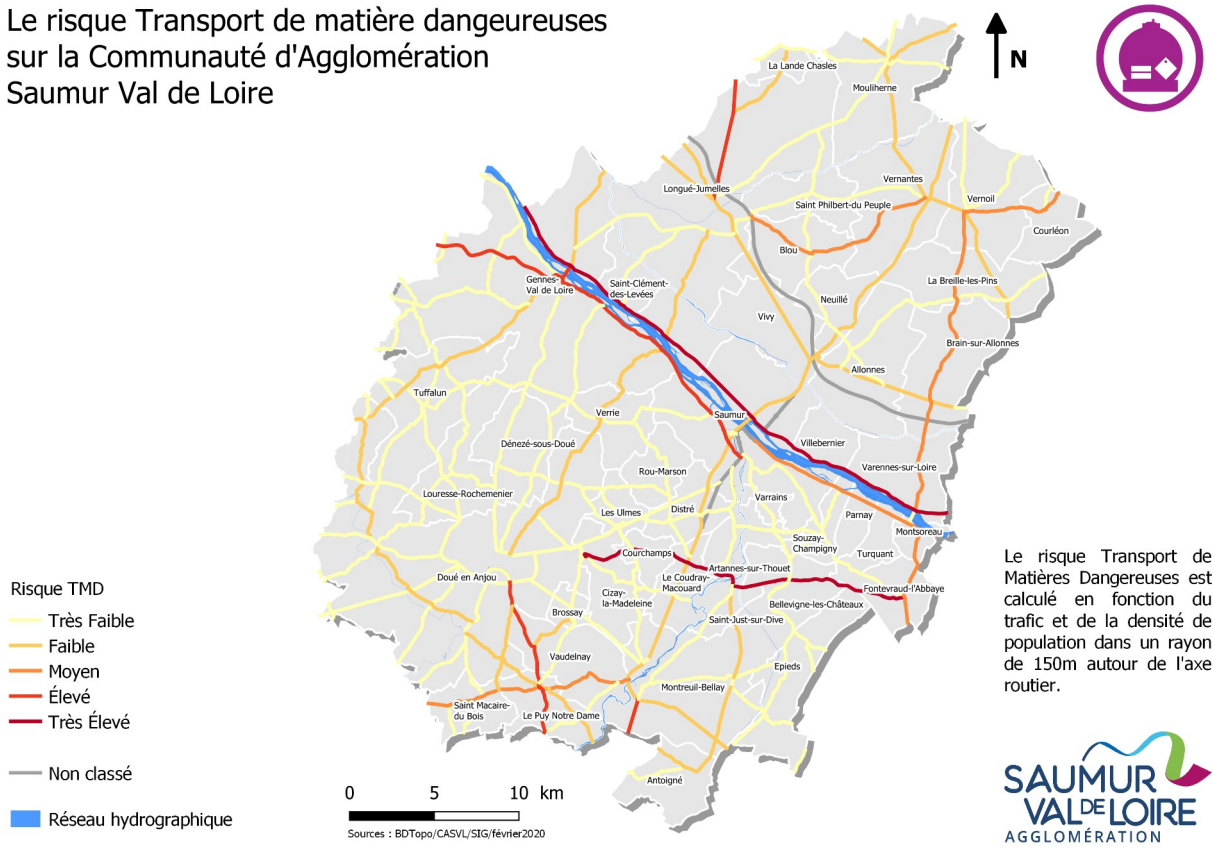 Le risque Transport de matière dangeureuses
sur la Communauté d'Agglomération
Saumur Val de Loire
N
La Lande Chasles
Mouliherne
Longué-Jumelles
Vernantes
Vernoil
Saint Philbert-du Peuple
Courléon
Blou
Gennes-
Val de Loire
Saint-Clément-
des-Levées
La Breille-les-Pins
Neuillé
Vivy
Brain-sur-Allonnes
Allonnes
Tuffalun
Verrie
Saumur
Villebernier
Dénezé-sous-Doué
Rou-Marson
Varennes-sur-Loire
Louresse-Rochemenier
Varrains
Les Ulmes
Distré
Parnay
Souzay-
Champigny
Montsoreau
Turquant
Courchamps
Artannes-sur-Thouet
Doué en Anjou
Le Coudray-
Macouard
Fontevraud-l'Abbaye
Cizay-
la-Madeleine
Bellevigne-les-Châteaux
Brossay
Saint-Just-sur-Dive
Vaudelnay
Epieds
Montreuil-Bellay
Saint Macaire-
du Bois
Le Puy Notre Dame
Antoigné
Risque TMD
Très Faible
Faible
Moyen
Élevé
Très Élevé
Non classé
Réseau hydrographique
0 5 10 km
Sources : BDTopo/CASVL/SIG/février2020
Le risque Transport de
Matières Dangereuses est
calculé en fonction du
trafic et de la densité de
population dans un rayon
de 150m autour de l'axe
routier.
SAUMUR
VAL DE LOIRE
AGGLOMÉRATION